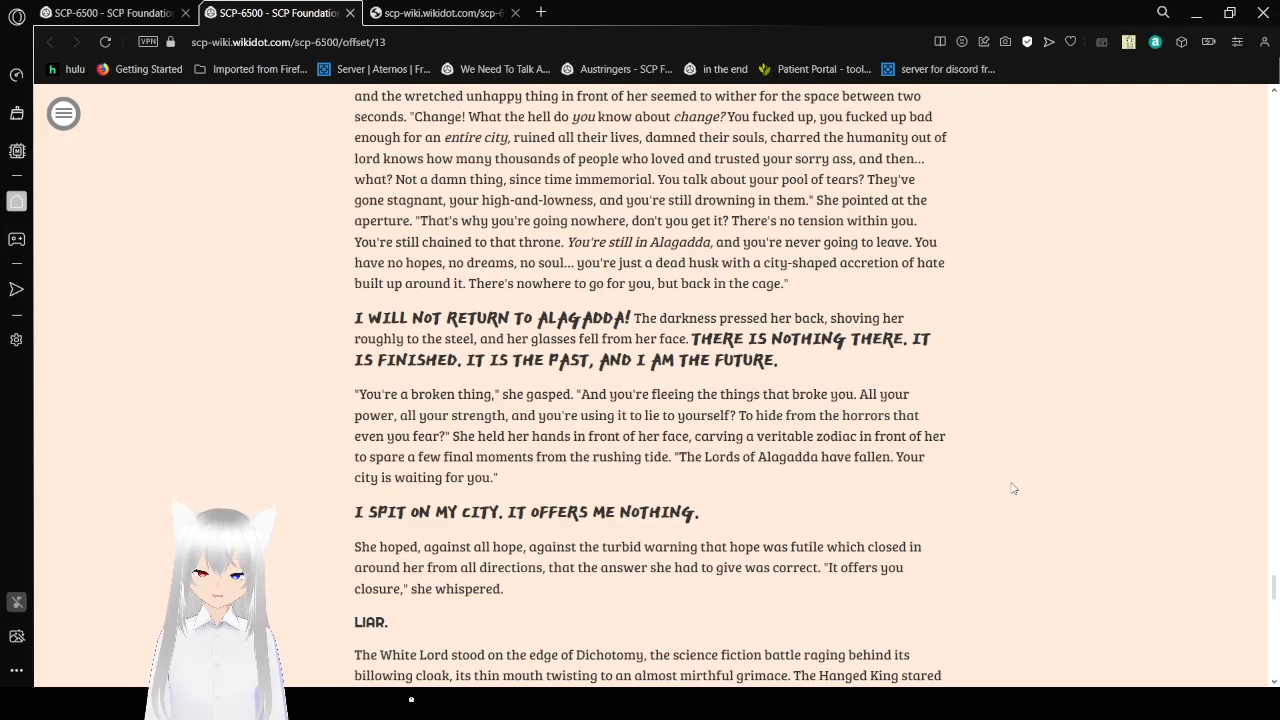 SCP-6500 - SCP Foundation
SCP-6500 - SCP Foundation
scp-wiki.wikidot.com/scp-6
VPN
scp-wiki.wikidot.com/scp-6500/offset/13
hulu
Getting Started
Imported from Firef...
Server | Aternos | Fr...
We Need To Talk A...
Austringers - SCP F...
in the end
Patient Portal - tool...
server for discord fr...
and the wretched unhappy thing in front of her seemed to wither for the space between two
seconds. "Change! What the hell do you know about change? You fucked up, you fucked up bad
enough for an entire city, ruined all their lives, damned their souls, charred the humanity out of
lord knows how many thousands of people who loved and trusted your sorry ass, and then...
what? Not a damn thing, since time immemorial. You talk about your pool of tears? They've
gone stagnant, your high-and-lowness, and you're still drowning in them." She pointed at the
aperture. "That's why you're going nowhere, don't you get it? There's no tension within you.
You're still chained to that throne. You're still in Alagadda, and you're never going to leave. You
have no hopes, no dreams, no soul... you're just a dead husk with a city-shaped accretion of hate
built up around it. There's nowhere to go for you, but back in the cage."
I WILL NOT RETURN TO ALAGADDA! The darkness pressed her back, shoving her
roughly to the steel, and her glasses fell from her face. THERE IS NOTHING THERE. IT
IS FINISHED. IT IS THE PAST, AND I AM THE FUTURE.
"You're a broken thing," she gasped. "And you're fleeing the things that broke you. All your
power, all your strength, and you're using it to lie to yourself? To hide from the horrors that
even you fear?" She held her hands in front of her face, carving a veritable zodiac in front of her
to spare a few final moments from the rushing tide. "The Lords of Alagadda have fallen. Your
city is waiting for you."
I SPIT ON MY CITY. IT OFFERS ME NOTHING.
She hoped, against all hope, against the turbid warning that hope was futile which closed in
around her from all directions, that the answer she had to give was correct. "It offers you
closure," she whispered.
LIAR.
The White Lord stood on the edge of Dichotomy, the science fiction battle raging behind its
billowing cloak, its thin mouth twisting to an almost mirthful grimace. The Hanged King stared